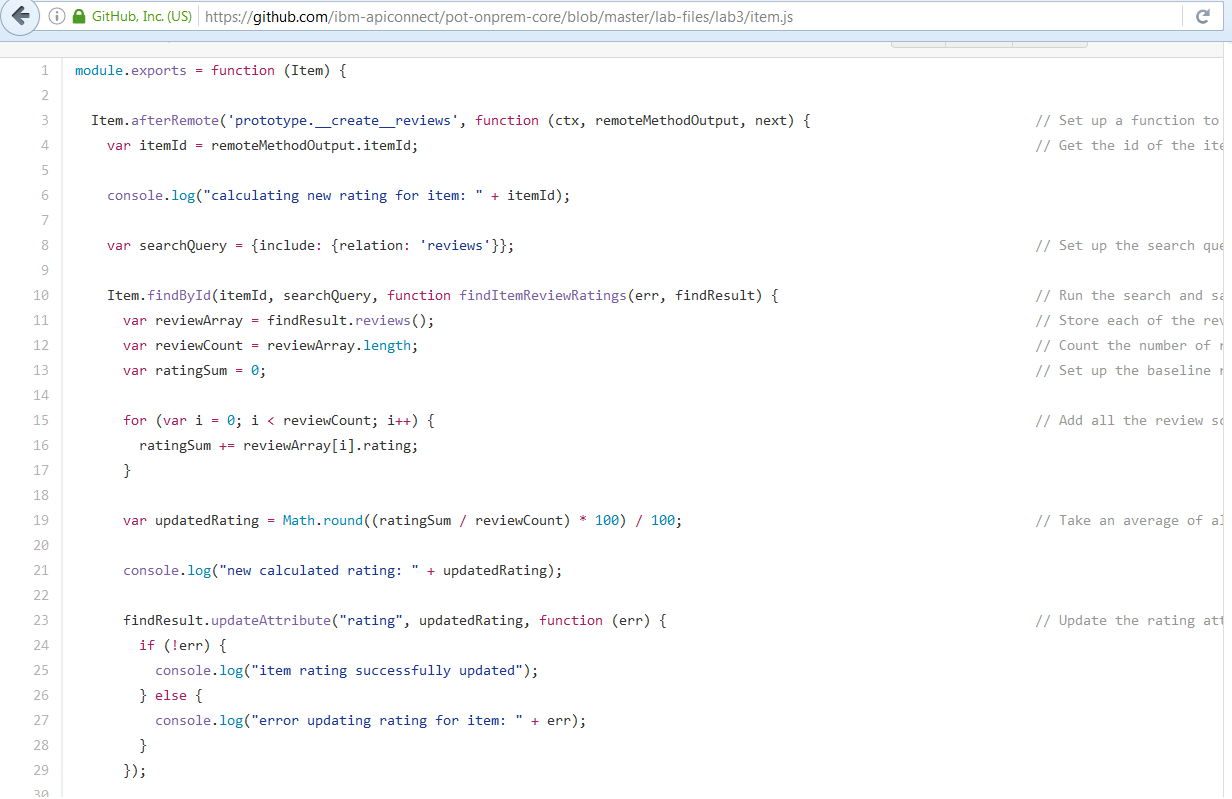 GitHub, Inc. (US) https://github.com/ibm-apiconnect/pot-onprem-core/blob/master/lab-files/lab3/item.js
1 module.exports = function (Item) {
2
3 Item.afterRemote('prototype.__create__reviews', function (ctx, remoteMethodOutput, next) { // Set up a function to
4 var itemId = remoteMethodOutput.itemId; // Get the id of the ite
5
6 console.log("calculating new rating for item: " + itemId);
7
8 var searchQuery = {include: {relation: 'reviews'}}; // Set up the search que
9
10 Item.findById(itemId, searchQuery, function findItemReviewRatings(err, findResult) { // Run the search and sa
11 var reviewArray = findResult.reviews(); // Store each of the rev
12 var reviewCount = reviewArray.length; // Count the number of r
13 var ratingSum = 0; // Set up the baseline r
14
15 for (var i = 0; i < reviewCount; i++) { // Add all the review sc
16 ratingSum += reviewArray[i].rating;
17 }
18
19 var updatedRating = Math.round((ratingSum / reviewCount) * 100) / 100; // Take an average of al
20
21 console.log("new calculated rating: " + updatedRating);
22
23 findResult.updateAttribute("rating", updatedRating, function (err) { // Update the rating att
24 if (!err) {
25 console.log("item rating successfully updated");
26 } else {
27 console.log("error updating rating for item: " + err);
28 }
29 });
30